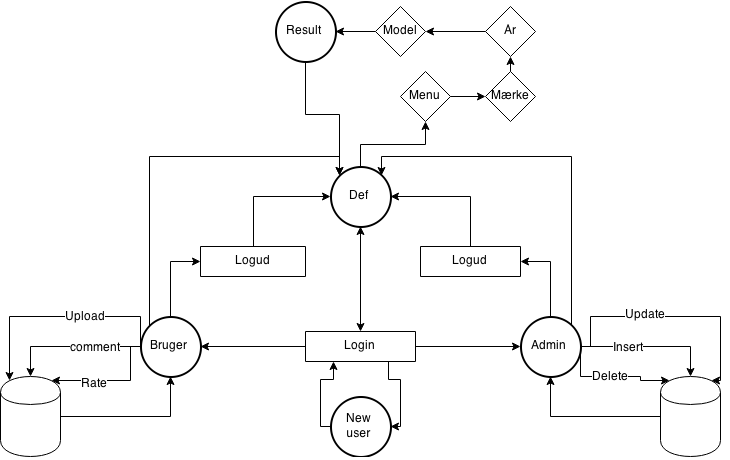 Result
Model
Ar
Menu
Mærke
Def
Logud
Logud
Upload
Update
comment
Bruger
Login
Admin
Insert
Rate
Delete
New
user